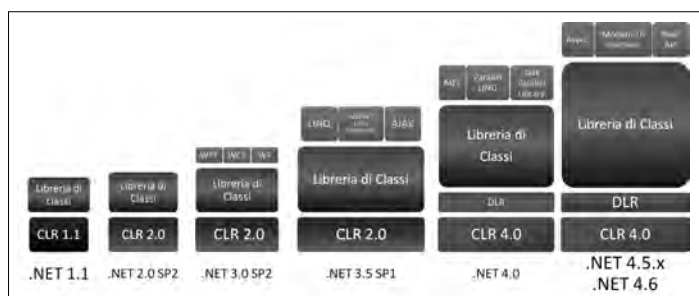 Libreria di
classi
CLR 1.1
.NET 1.1
Libreria di
Classi
CLR 2.0
.NET 2.0 SP2
WPF
WCF
WF
Libreria di
Classi
CLR 2.0
.NET 3.0 SP2
LINQ
AJAX
Libreria di Classi
CLR 2.0
.NET 3.5 SP1
MEF
Parallel
LINQ
Task
Parallel
Library
Libreria di
Classi
DLR
CLR 4.0
.NET 4.0
Async
Libreria di Classi
DLR
CLR 4.0
.NET 4.5.x
.NET 4.6